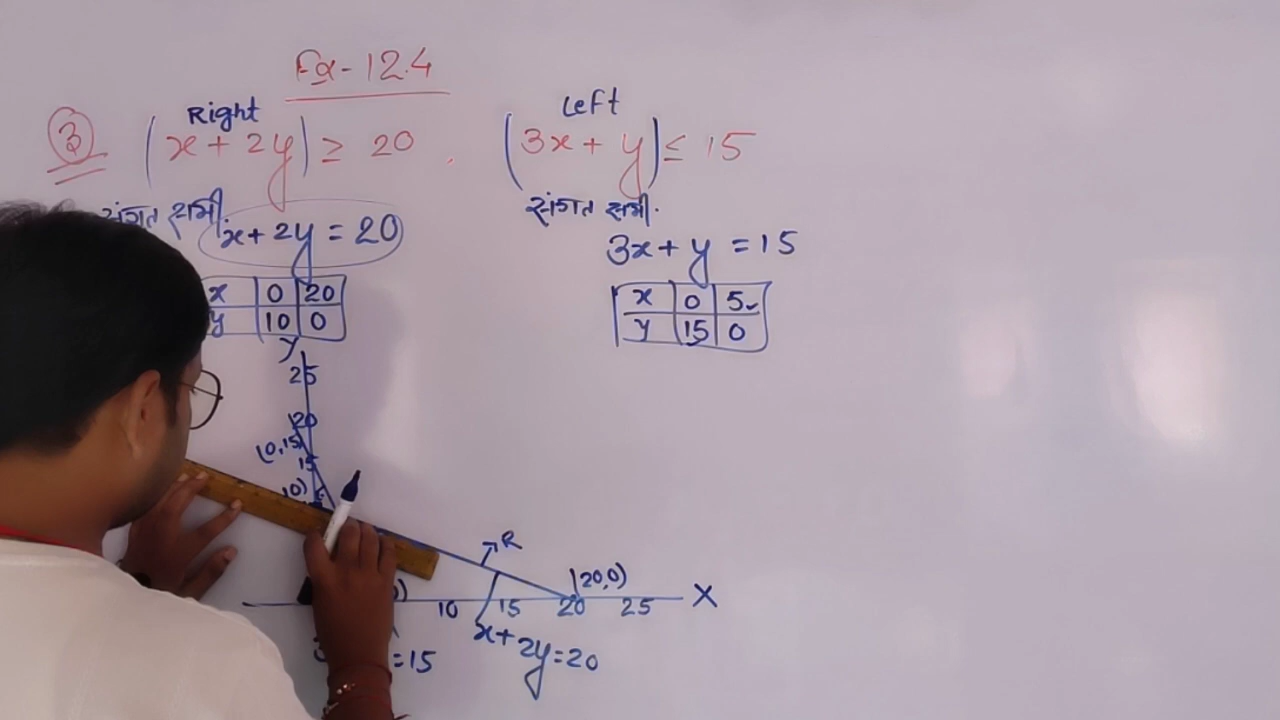 Ex-12.4
Right
Left
3 (x + 2y) ≥ 20, (3x + y) ≤ 15
संगत समी.
x + 2y = 20
संगत समी.
3x + y = 15
x 0 20
y 10 0
x 0 5
y 15 0
y
25
20
(0,15)
15
R
(20,0)
10 15 20 25 X
x + 2y = 20
=15